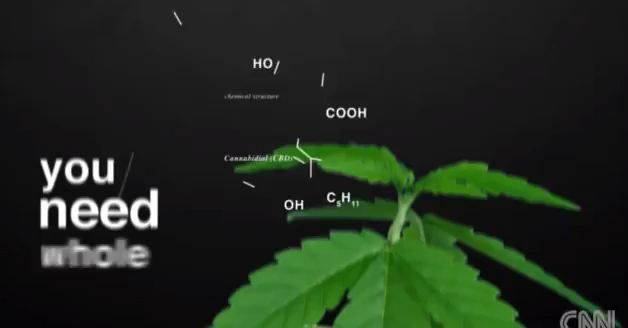 HO
chemical structure
COOH
Cannabidiol (CBD)
OH
C₅H₁₁
you
need
whole
CNN